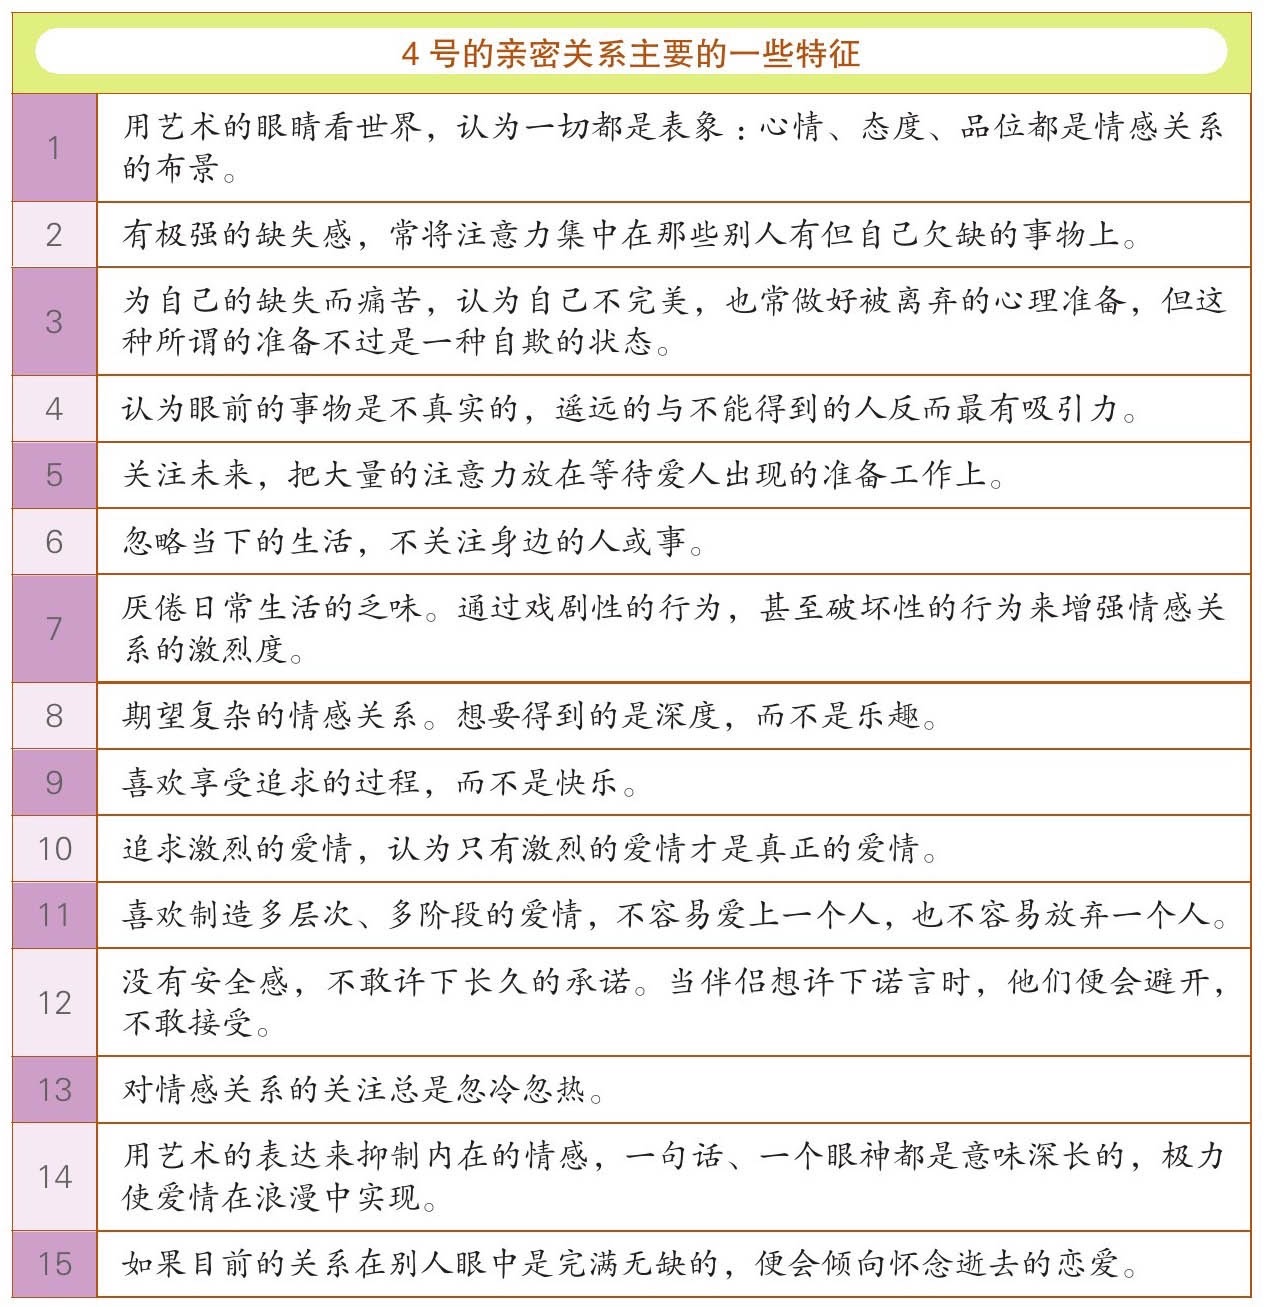 4 号的亲密关系主要的一些特征
1
用艺术的眼睛看世界，认为一切都是表象：心情、态度、品位都是情感关系
的布景。
2
有极强的缺失感，常将注意力集中在那些别人有但自己欠缺的事物上。
3
为自己的缺失而痛苦，认为自己不完美，也常做好被离弃的心理准备，但这
种所谓的准备不过是一种自欺的状态。
4
认为眼前的事物是不真实的，遥远的与不能得到的人反而最有吸引力。
5
关注未来，把大量的注意力放在等待爱人出现的准备工作上。
6
忽略当下的生活，不关注身边的人或事。
7
厌倦日常生活的乏味。通过戏剧性的行为，甚至破坏性的行为来增强情感关
系的激烈度。
8
期望复杂的情感关系。想要得到的是深度，而不是乐趣。
9
喜欢享受追求的过程，而不是快乐。
10
追求激烈的爱情，认为只有激烈的爱情才是真正的爱情。
11
喜欢制造多层次、多阶段的爱情，不容易爱上一个人，也不容易放弃一个人。
12
没有安全感，不敢许下长久的承诺。当伴侣想许下诺言时，他们便会避开，
不敢接受。
13
对情感关系的关注总是忽冷忽热。
14
用艺术的表达来抑制内在的情感，一句话、一个眼神都是意味深长的，极力
使爱情在浪漫中实现。
15
如果目前的关系在别人眼中是完满无缺的，便会倾向怀念逝去的恋爱。